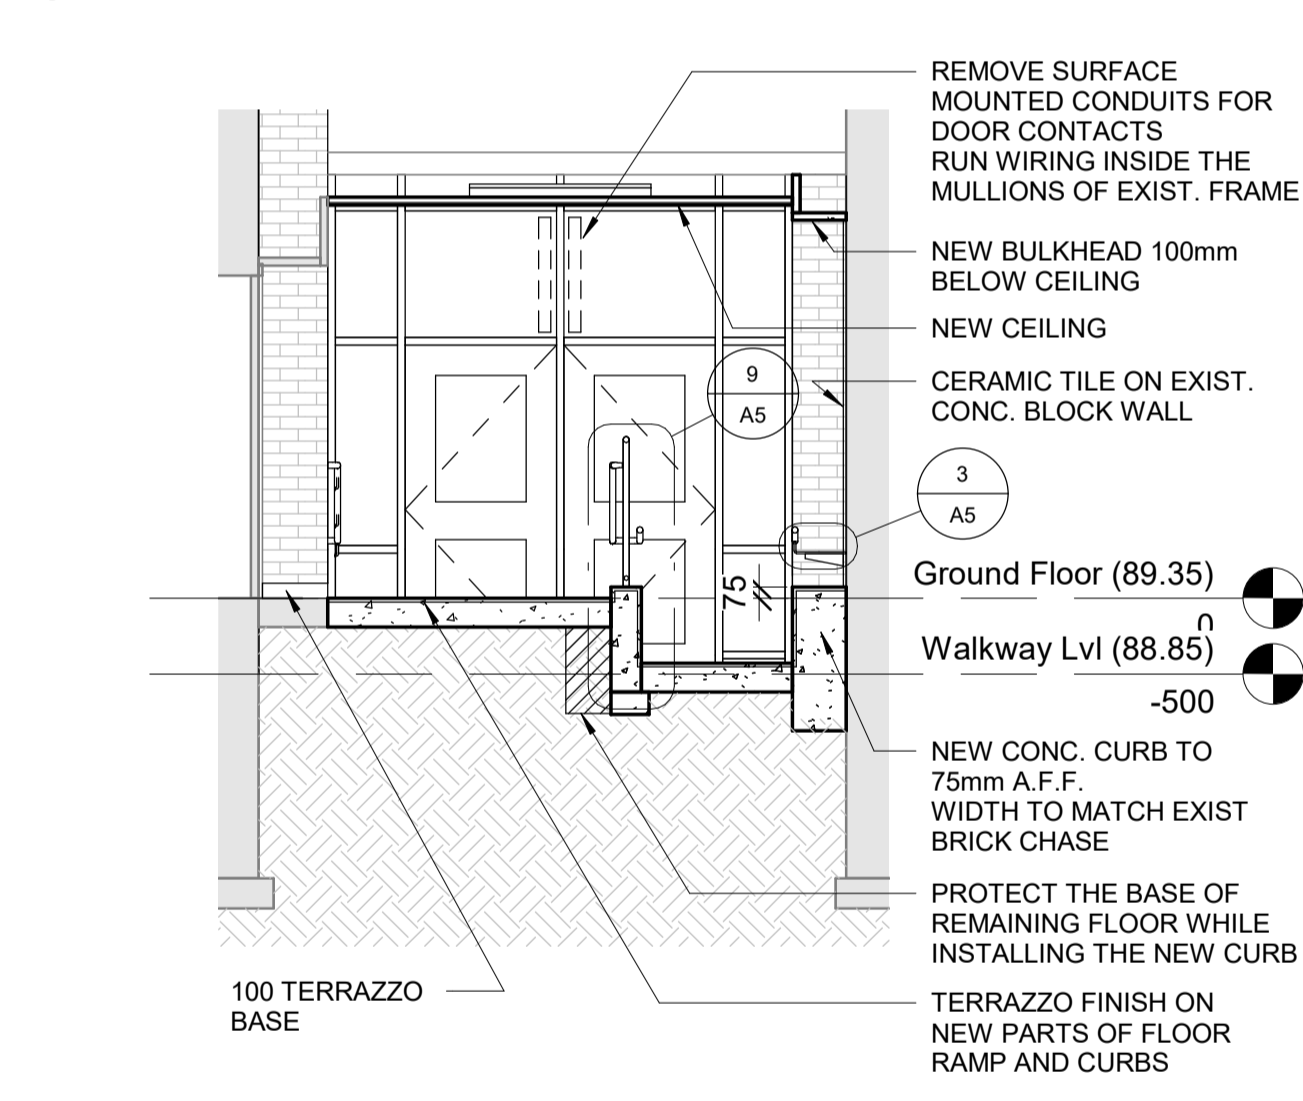 REMOVE SURFACE
MOUNTED CONDUITS FOR
DOOR CONTACTS
RUN WIRING INSIDE THE
MULLIONS OF EXIST. FRAME
NEW BULKHEAD 100mm
BELOW CEILING
NEW CEILING
9
A5
CERAMIC TILE ON EXIST.
CONC. BLOCK WALL
3
A5
75
Ground Floor (89.35)
0
Walkway Lvl (88.85)
-500
NEW CONC. CURB TO
75mm A.F.F.
WIDTH TO MATCH EXIST
BRICK CHASE
PROTECT THE BASE OF
REMAINING FLOOR WHILE
INSTALLING THE NEW CURB
100 TERRAZZO
BASE
TERRAZZO FINISH ON
NEW PARTS OF FLOOR
RAMP AND CURBS